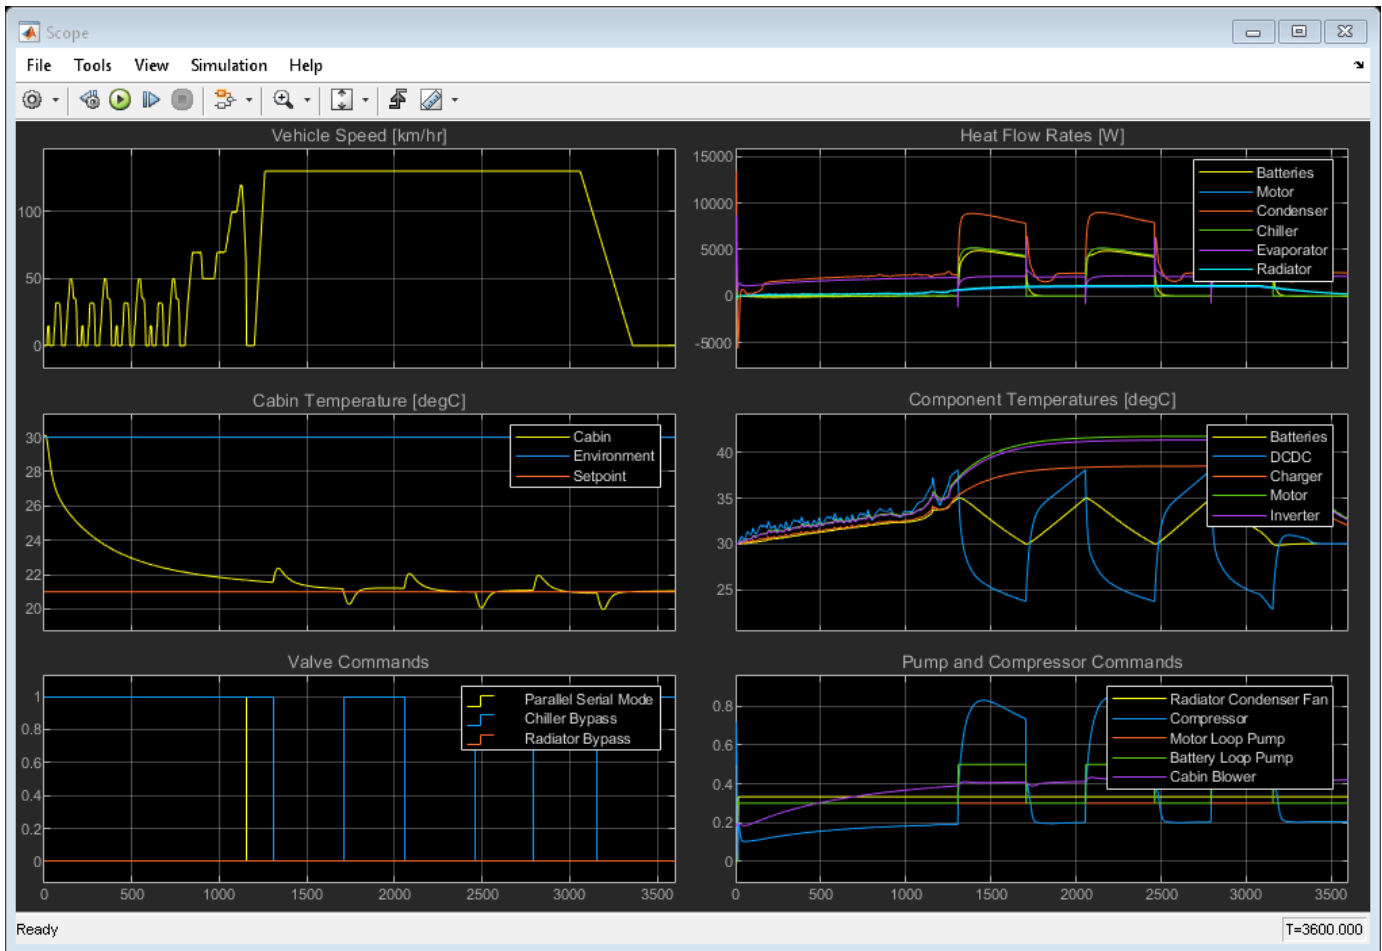 Scope
File Tools View Simulation Help
Vehicle Speed [km/hr]
100
50
0
Heat Flow Rates [W]
15000
10000
5000
0
-5000
Batteries
Motor
Condenser
Chiller
Evaporator
Radiator
Cabin Temperature [degC]
30
28
26
24
22
20
Cabin
Environment
Setpoint
Component Temperatures [degC]
40
35
30
25
Batteries
DCDC
Charger
Motor
Inverter
Valve Commands
1
0.8
0.6
0.4
0.2
0
Parallel Serial Mode
Chiller Bypass
Radiator Bypass
0 500 1000 1500 2000 2500 3000 3500
Pump and Compressor Commands
0.8
0.6
0.4
0.2
0
Radiator Condenser Fan
Compressor
Motor Loop Pump
Battery Loop Pump
Cabin Blower
0 500 1000 1500 2000 2500 3000 3500
Ready
T=3600.000